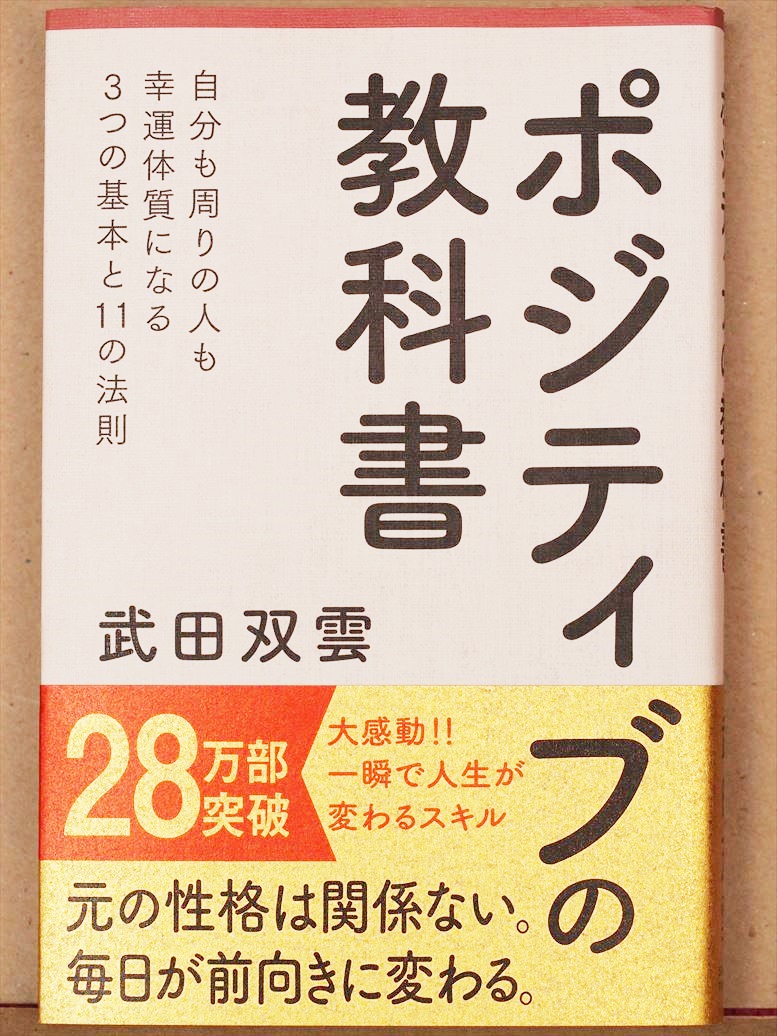 ポジティブの
教科書
自分も周りの人も
幸運体質になる
3つの基本と11の法則
武田双雲
28万部
突破
大感動!!
一瞬で人生が
変わるスキル
元の性格は関係ない。
毎日が前向きに変わる。